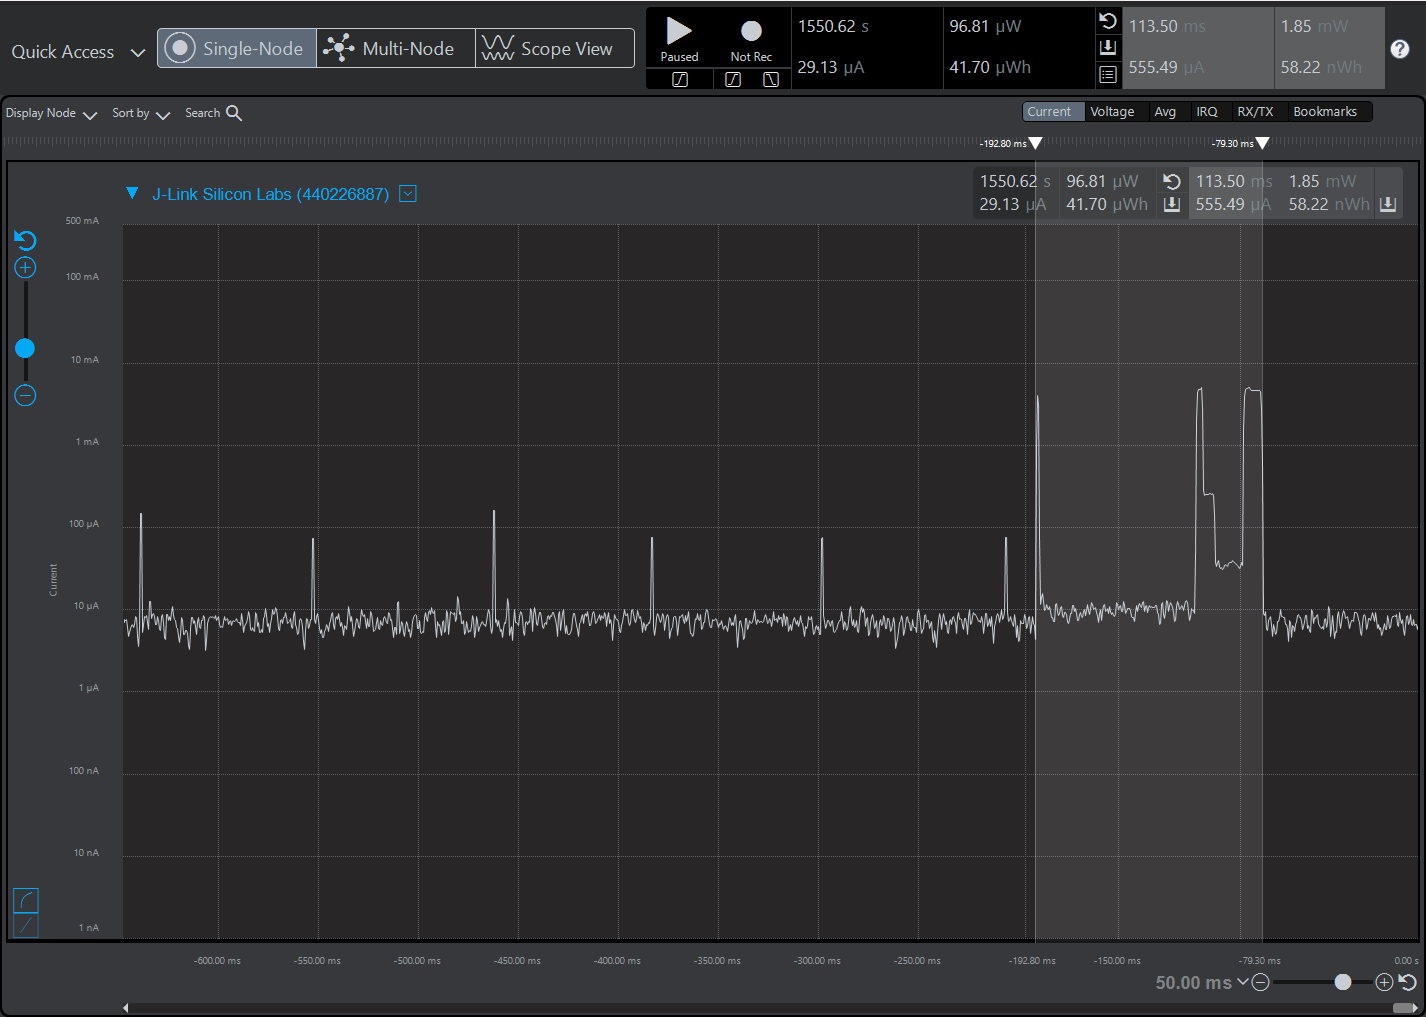 Quick Access
Single-Node
Multi-Node
Scope View
Paused
Not Rec
1550.62 s
29.13 µA
96.81 µW
41.70 µWh
113.50 ms
555.49 µA
1.85 mW
58.22 nWh
Display Node
Sort by
Search
Current
Voltage
Avg
IRQ
RX/TX
Bookmarks
-192.80 ms
-79.30 ms
J-Link Silicon Labs (440226887)
1550.62 s
29.13 µA
96.81 µW
41.70 µWh
113.50 ms
555.49 µA
1.85 mW
58.22 nWh
500 mA
100 mA
10 mA
1 mA
100 µA
10 µA
1 µA
100 nA
10 nA
1 nA
Current
-600.00 ms
-550.00 ms
-500.00 ms
-450.00 ms
-400.00 ms
-350.00 ms
-300.00 ms
-250.00 ms
-192.80 ms
-150.00 ms
-79.30 ms
0.00 s
50.00 ms